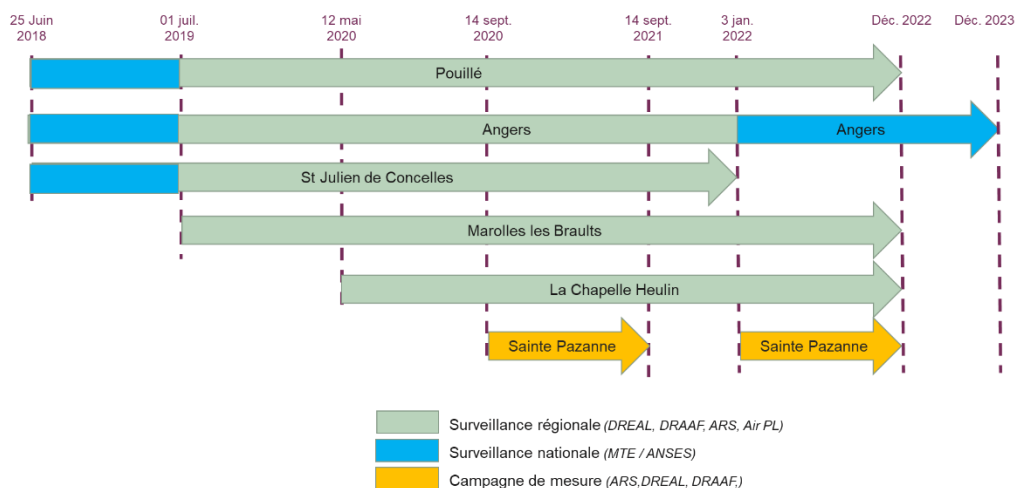 25 Juin
2018
01 juil.
2019
12 mai
2020
14 sept.
2020
14 sept.
2021
3 jan.
2022
Déc. 2022
Déc. 2023
Pouillé
Angers
Angers
St Julien de Concelles
Marolles les Braults
La Chapelle Heulin
Sainte Pazanne
Sainte Pazanne
Surveillance régionale (DREAL, DRAAF, ARS, Air PL)
Surveillance nationale (MTE / ANSES)
Campagne de mesure (ARS,DREAL, DRAAF,)